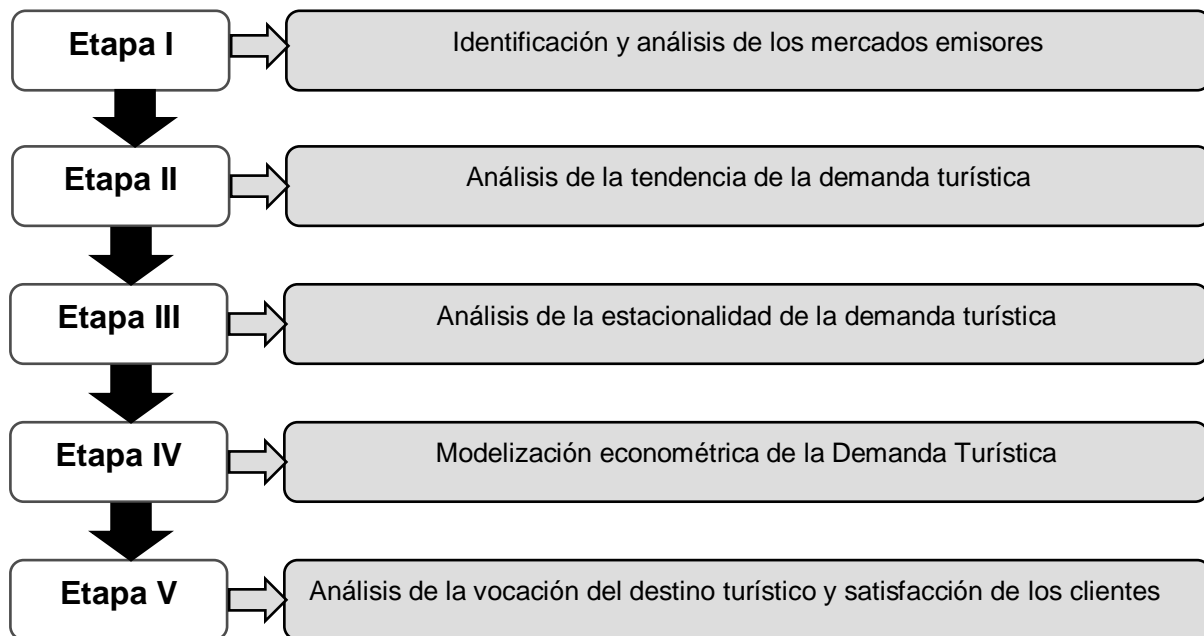 Etapa I
Identificación y análisis de los mercados emisores
Etapa II
Análisis de la tendencia de la demanda turística
Etapa III
Análisis de la estacionalidad de la demanda turística
Etapa IV
Modelización econométrica de la Demanda Turística
Etapa V
Análisis de la vocación del destino turístico y satisfacción de los clientes